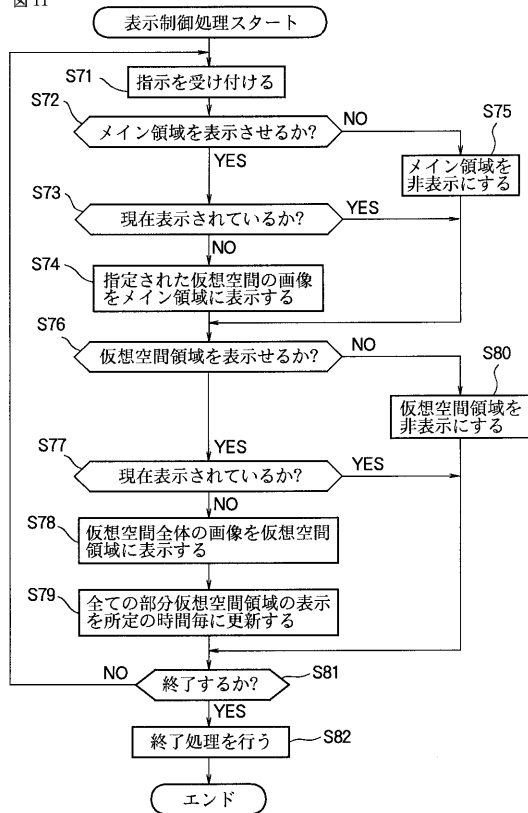 図 11
表示制御処理スタート
S71
指示を受け付ける
S72
メイン領域を表示させるか?
NO
YES
S75
メイン領域を
非表示にする
S73
現在表示されているか?
YES
NO
S74
指定された仮想空間の画像
をメイン領域に表示する
S76
仮想空間領域を表示せるか?
NO
YES
S80
仮想空間領域を
非表示にする
S77
現在表示されているか?
YES
NO
S78
仮想空間全体の画像を仮想空間
領域に表示する
S79
全ての部分仮想空間領域の表示
を所定の時間毎に更新する
NO
終了するか?
S81
YES
終了処理を行う
S82
エンド